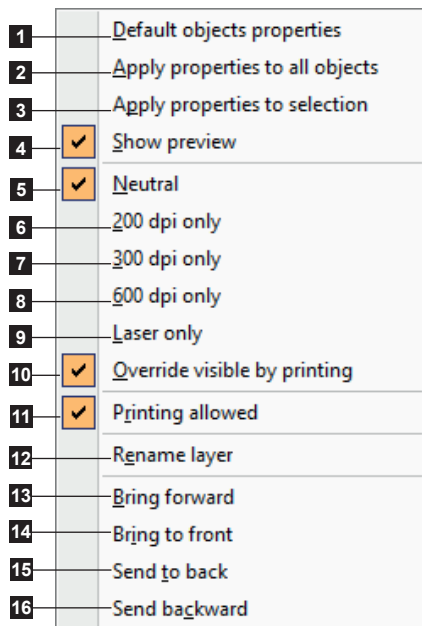 1 Default objects properties
2 Apply properties to all objects
3 Apply properties to selection
4 Show preview
5 Neutral
6 200 dpi only
7 300 dpi only
8 600 dpi only
9 Laser only
10 Override visible by printing
11 Printing allowed
12 Rename layer
13 Bring forward
14 Bring to front
15 Send to back
16 Send backward